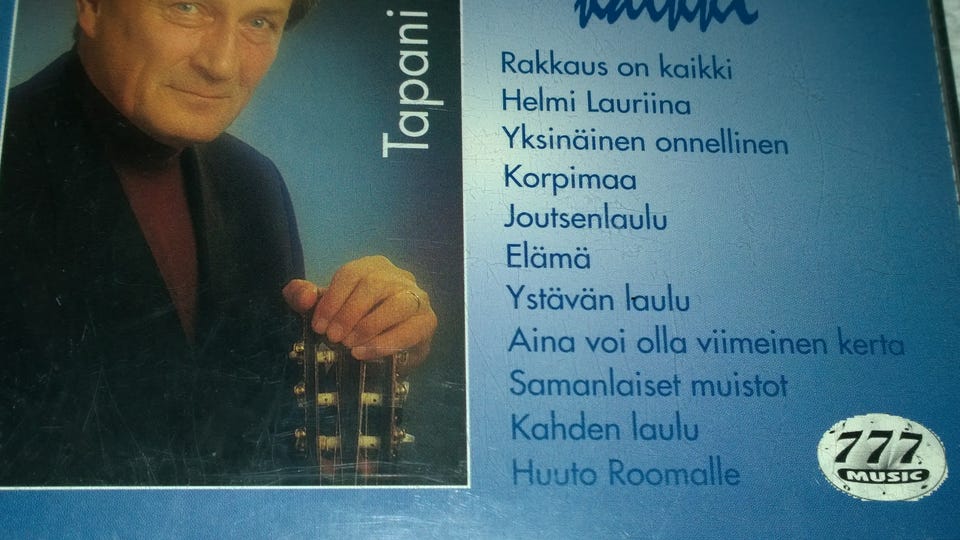 Tapani
kaikki
Rakkaus on kaikki
Helmi Lauriina
Yksinäinen onnellinen
Korpimaa
Joutsenlaulu
Elämä
Ystävän laulu
Aina voi olla viimeinen kerta
Samanlaiset muistot
Kahden laulu
Huuto Roomalle
777
MUSIC